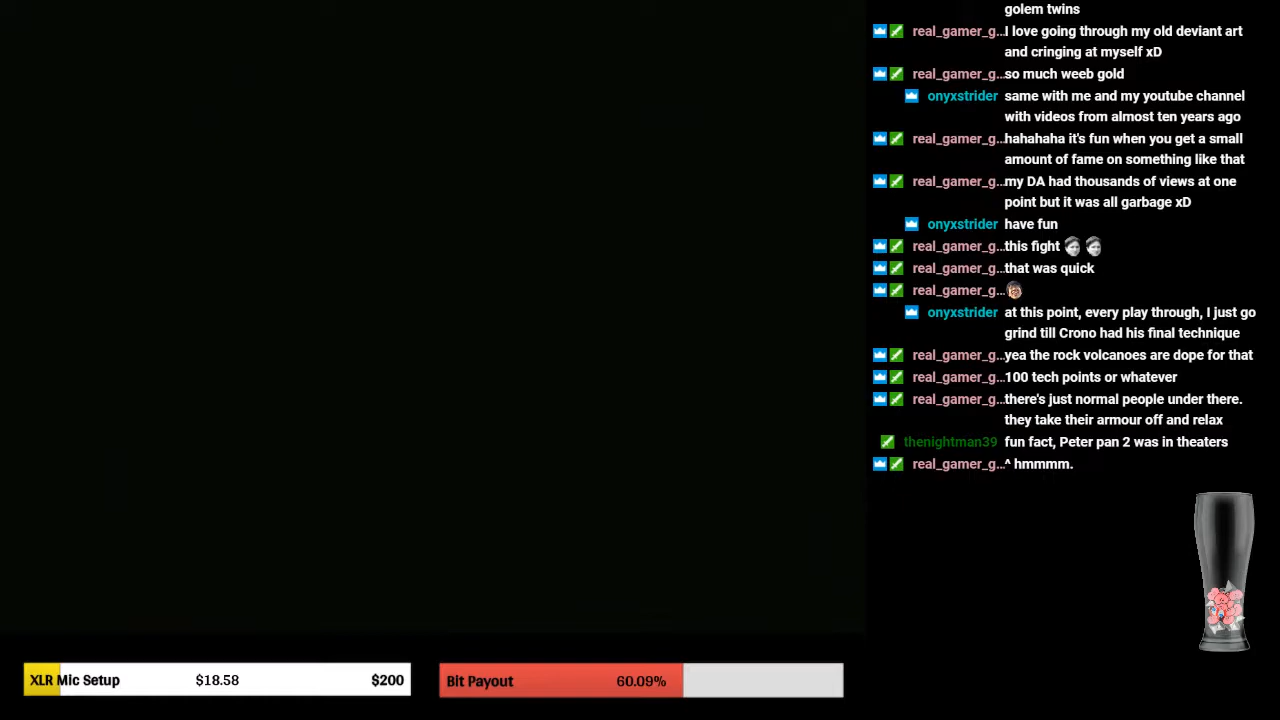 golem twins
real_gamer_g... I love going through my old deviant art
and cringing at myself xD
real_gamer_g... so much weeb gold
onyxstrider same with me and my youtube channel
with videos from almost ten years ago
real_gamer_g... hahahaha it's fun when you get a small
amount of fame on something like that
real_gamer_g... my DA had thousands of views at one
point but it was all garbage xD
onyxstrider have fun
real_gamer_g... this fight
real_gamer_g... that was quick
real_gamer_g...
onyxstrider at this point, every play through, I just go
grind till Crono had his final technique
real_gamer_g... yea the rock volcanoes are dope for that
real_gamer_g... 100 tech points or whatever
real_gamer_g... there's just normal people under there.
they take their armour off and relax
thenightman39 fun fact, Peter pan 2 was in theaters
real_gamer_g... ^ hmmmm.
XLR Mic Setup $18.58 $200
Bit Payout 60.09%